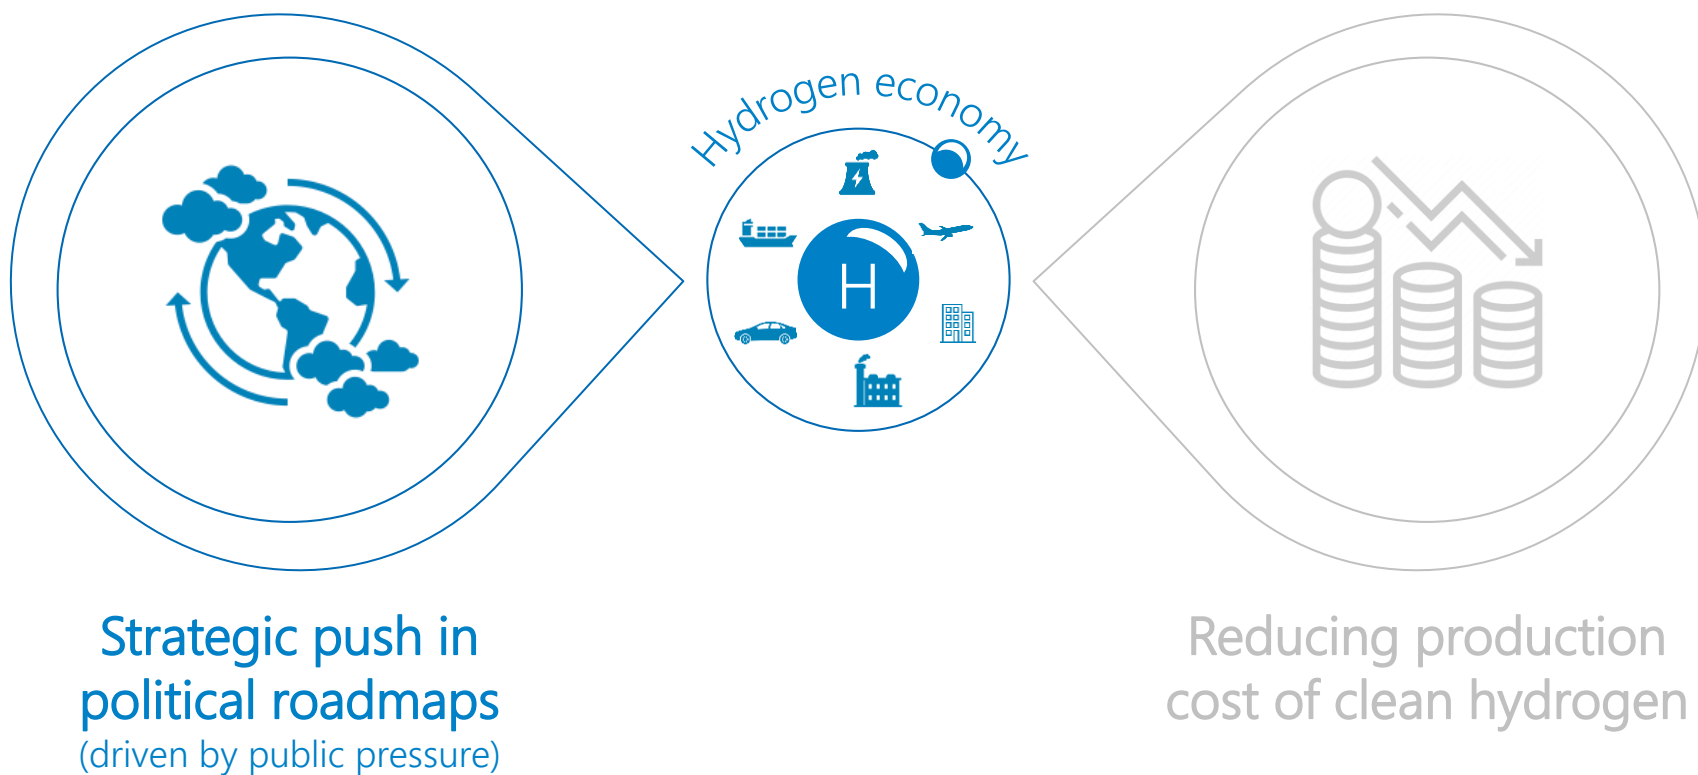 Hydrogen economy
H
Strategic push in
political roadmaps
(driven by public pressure)
Reducing production
cost of clean hydrogen